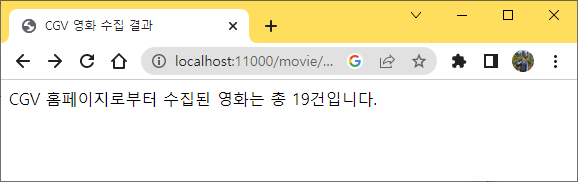 CGV 영화 수집 결과
localhost:11000/movie/...
CGV 홈페이지로부터 수집된 영화는 총 19건입니다.